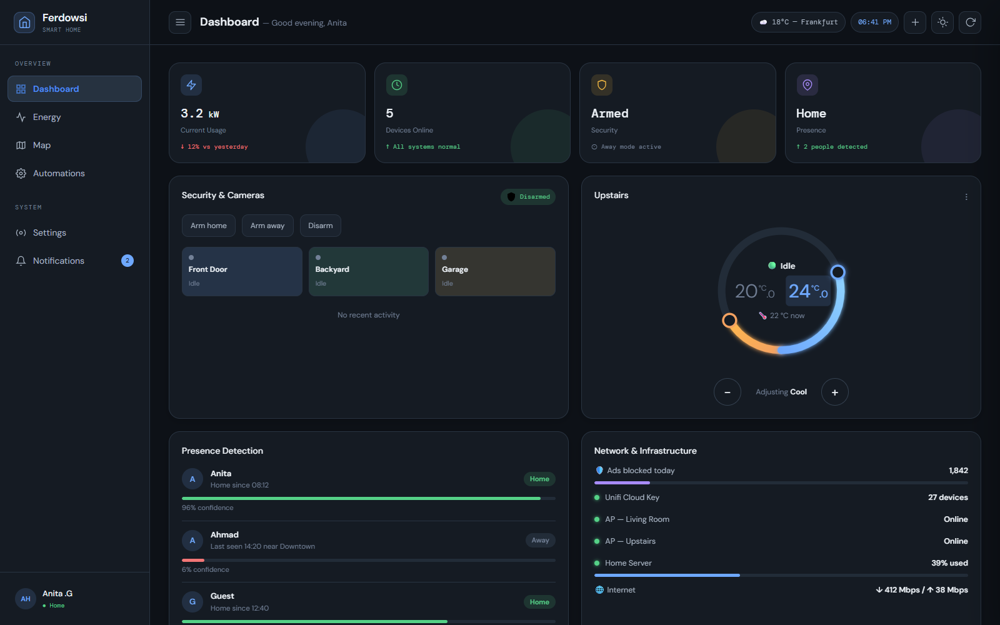 Ferdowsi
SMART HOME
OVERVIEW
Dashboard
Energy
Map
Automations
SYSTEM
Settings
Notifications 2
AH
Anita .G
Home
Dashboard — Good evening, Anita
18°C — Frankfurt
06:41 PM
3.2 kW
Current Usage
↓ 12% vs yesterday
5
Devices Online
↑ All systems normal
Armed
Security
Away mode active
Home
Presence
↑ 2 people detected
Security & Cameras
Disarmed
Arm home
Arm away
Disarm
Front Door
Idle
Backyard
Idle
Garage
Idle
No recent activity
Upstairs
Idle
20°C.0
24°C.0
22 °C now
− Adjusting Cool +
Presence Detection
A
Anita
Home since 08:12
Home
96% confidence
A
Ahmad
Last seen 14:20 near Downtown
Away
6% confidence
G
Guest
Home since 12:40
Home
Network & Infrastructure
Ads blocked today 1,842
Unifi Cloud Key 27 devices
AP — Living Room Online
AP — Upstairs Online
Home Server 39% used
Internet ↓ 412 Mbps / ↑ 38 Mbps